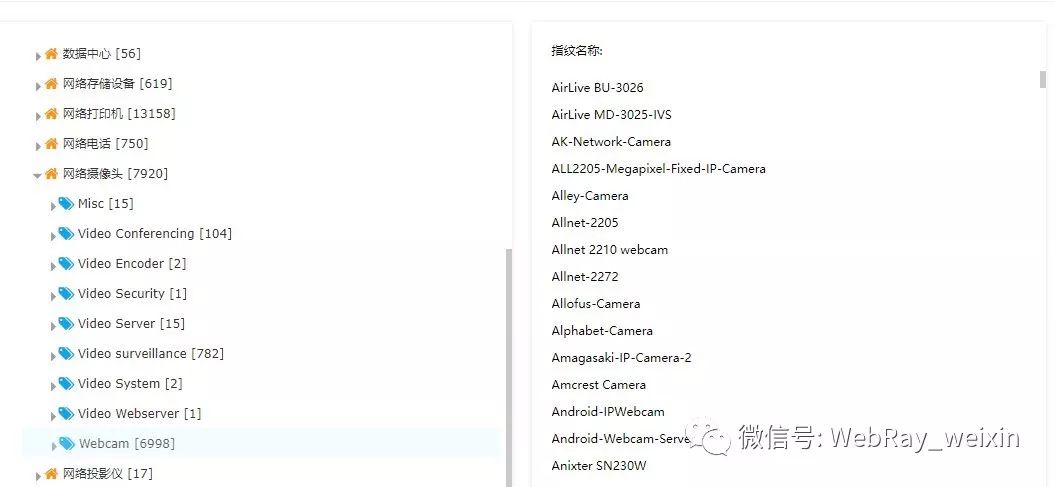 数据中心 [56]
网络存储设备 [619]
网络打印机 [13158]
网络电话 [750]
网络摄像头 [7920]
Misc [15]
Video Conferencing [104]
Video Encoder [2]
Video Security [1]
Video Server [15]
Video surveillance [782]
Video System [2]
Video Webserver [1]
Webcam [6998]
网络投影仪 [17]
指纹名称:
AirLive BU-3026
AirLive MD-3025-IVS
AK-Network-Camera
ALL2205-Megapixel-Fixed-IP-Camera
Alley-Camera
Allnet-2205
Allnet 2210 webcam
Allnet-2272
Allofus-Camera
Alphabet-Camera
Amagasaki-IP-Camera-2
Amcrest Camera
Android-IPWebcam
Android-Webcam-Serve
Anixter SN230W
微信号: WebRay_weixin